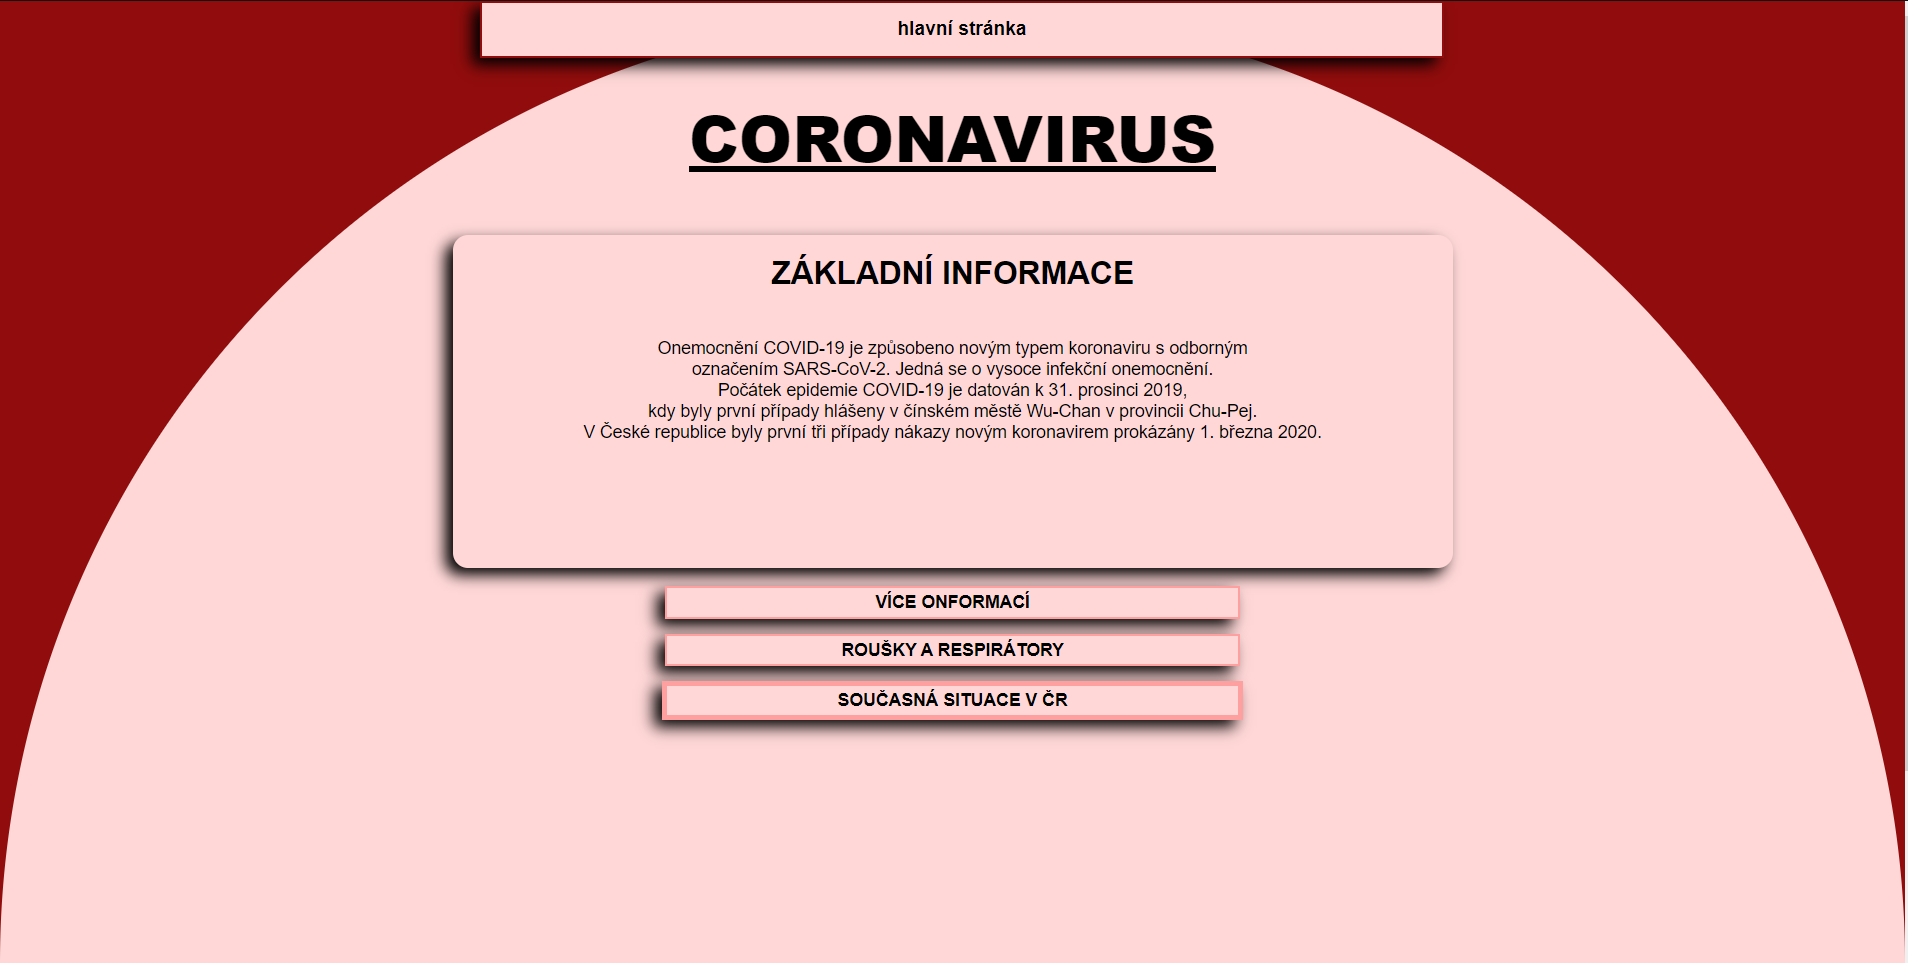 hlavní stránka
CORONAVIRUS
ZÁKLADNÍ INFORMACE
Onemocnění COVID-19 je způsobeno novým typem koronaviru s odborným
označením SARS-CoV-2. Jedná se o vysoce infekční onemocnění.
Počátek epidemie COVID-19 je datován k 31. prosinci 2019,
kdy byly první případy hlášeny v čínském městě Wu-Chan v provincii Chu-Pej.
V České republice byly první tři případy nákazy novým koronavirem prokázány 1. března 2020.
VÍCE ONFORMACÍ
ROUŠKY A RESPIRÁTORY
SOUČASNÁ SITUACE V ČR